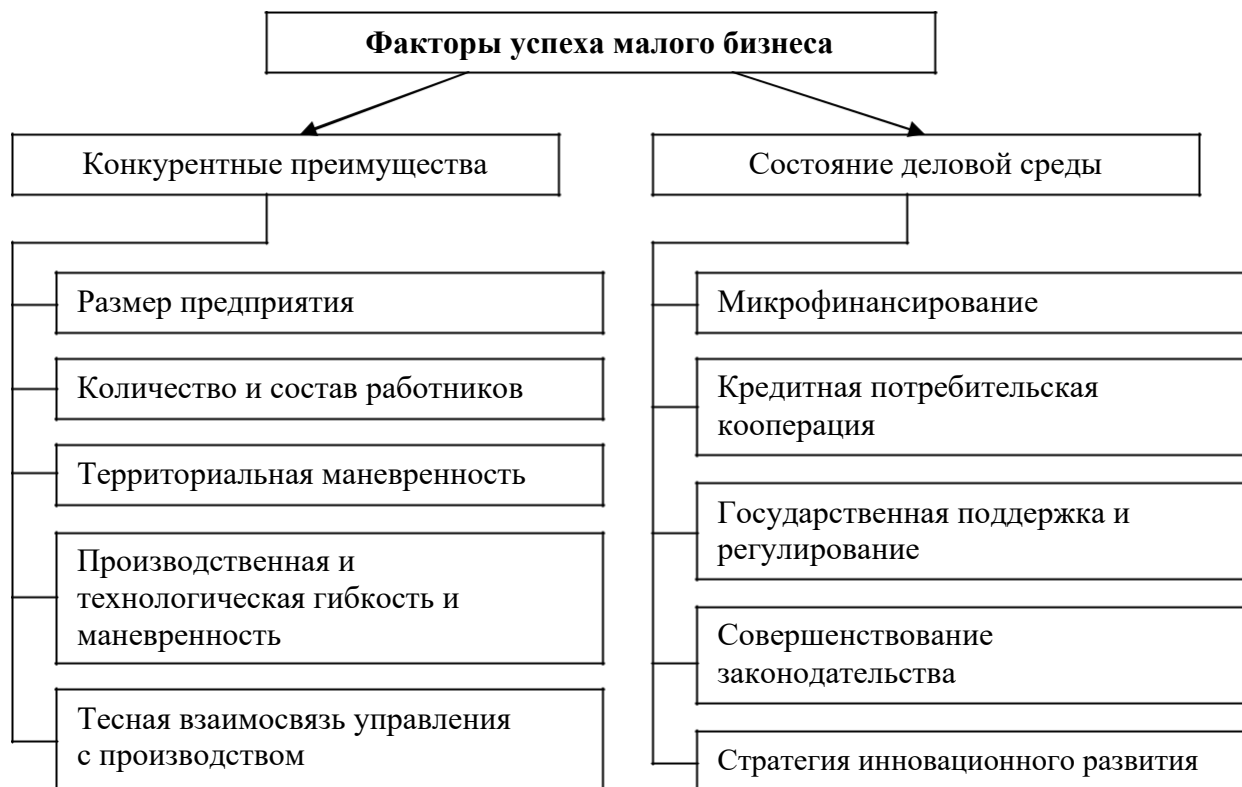 Факторы успеха малого бизнеса
Конкурентные преимущества
Размер предприятия
Количество и состав работников
Территориальная маневренность
Производственная и
технологическая гибкость и
маневренность
Тесная взаимосвязь управления
с производством
Состояние деловой среды
Микрофинансирование
Кредитная потребительская
кооперация
Государственная поддержка и
регулирование
Совершенствование
законодательства
Стратегия инновационного развития